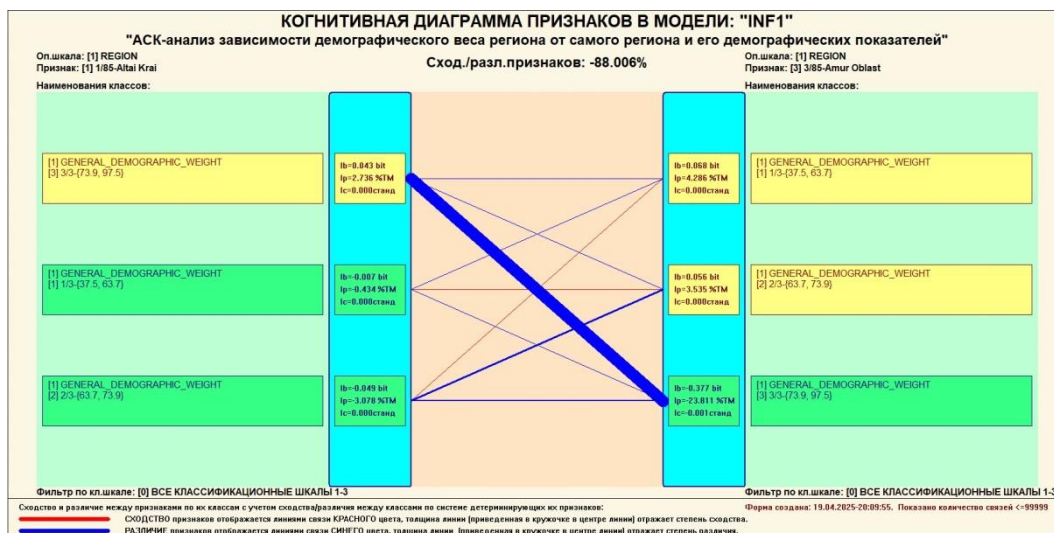 КОГНИТИВНАЯ ДИАГРАММА ПРИЗНАКОВ В МОДЕЛИ: "INF1"
"АСК-анализ зависимости демографического веса региона от самого региона и его демографических показателей"
Оп.шкала: [1] REGION
Признак: [1] 1/85-Altai Krai
Наименования классов:
Сход./разл.признаков: -88.006%
Оп.шкала: [1] REGION
Признак: [3] 3/85-Amur Oblast
Наименования классов:
[1] GENERAL_DEMOGRAPHIC_WEIGHT
[3] 3/3-{73.9, 97.5}
Ib=0.043 bit
Ip=2.736 %ТМ
Ic=0.000станд
Ib=0.068 bit
Ip=4.286 %ТМ
Ic=0.000станд
[1] GENERAL_DEMOGRAPHIC_WEIGHT
[1] 1/3-{37.5, 63.7}
[1] GENERAL_DEMOGRAPHIC_WEIGHT
[1] 1/3-{37.5, 63.7}
Ib=-0.007 bit
Ip=-0.434 %ТМ
Ic=0.000станд
Ib=0.056 bit
Ip=3.535 %ТМ
Ic=0.000станд
[1] GENERAL_DEMOGRAPHIC_WEIGHT
[2] 2/3-{63.7, 73.9}
[1] GENERAL_DEMOGRAPHIC_WEIGHT
[2] 2/3-{63.7, 73.9}
Ib=-0.049 bit
Ip=-3.078 %ТМ
Ic=0.000станд
Ib=-0.377 bit
Ip=-23.811 %ТМ
Ic=-0.001станд
[1] GENERAL_DEMOGRAPHIC_WEIGHT
[3] 3/3-{73.9, 97.5}
Фильтр по кл.шкале: [0] ВСЕ КЛАССИФИКАЦИОННЫЕ ШКАЛЫ 1-3
Фильтр по кл.шкале: [0] ВСЕ КЛАССИФИКАЦИОННЫЕ ШКАЛЫ 1-3
Сходство и различие между признаками по их классам с учетом сходства/различия между классами по системе детерминирующих их признаков:
Форма создана: 19.04.2025-20:09:55. Показано количество связей <=99999
СХОДСТВО признаков отображается линиями связи КРАСНОГО цвета, толщина линии (приведенная в кружочке в центре линии) отражает степень сходства.
РАЗЛИЧИЕ признаков отображается линиями связи СИНЕГО цвета, толщина линии (приведенная в кружочке в центре линии) отражает степень различия.